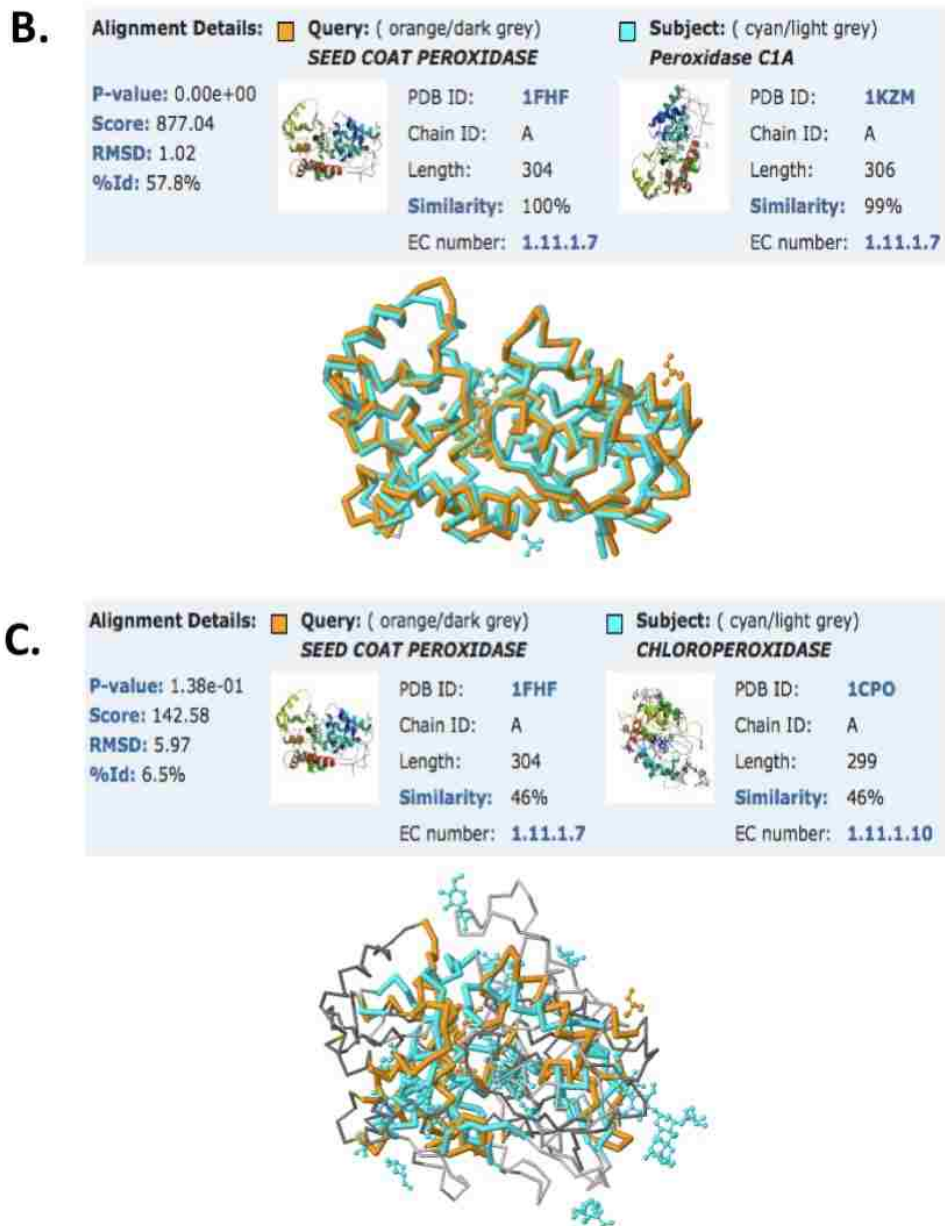 B.
Alignment Details: Query: ( orange/dark grey) Subject: ( cyan/light grey)
SEED COAT PEROXIDASE Peroxidase C1A
P-value: 0.00e+00 PDB ID: 1FHF PDB ID: 1KZM
Score: 877.04 Chain ID: A Chain ID: A
RMSD: 1.02 Length: 304 Length: 306
%Id: 57.8% Similarity: 100% Similarity: 99%
EC number: 1.11.1.7 EC number: 1.11.1.7
C.
Alignment Details: Query: ( orange/dark grey) Subject: ( cyan/light grey)
SEED COAT PEROXIDASE CHLOROPEROXIDASE
P-value: 1.38e-01 PDB ID: 1FHF PDB ID: 1CPO
Score: 142.58 Chain ID: A Chain ID: A
RMSD: 5.97 Length: 304 Length: 299
%Id: 6.5% Similarity: 46% Similarity: 46%
EC number: 1.11.1.7 EC number: 1.11.1.10